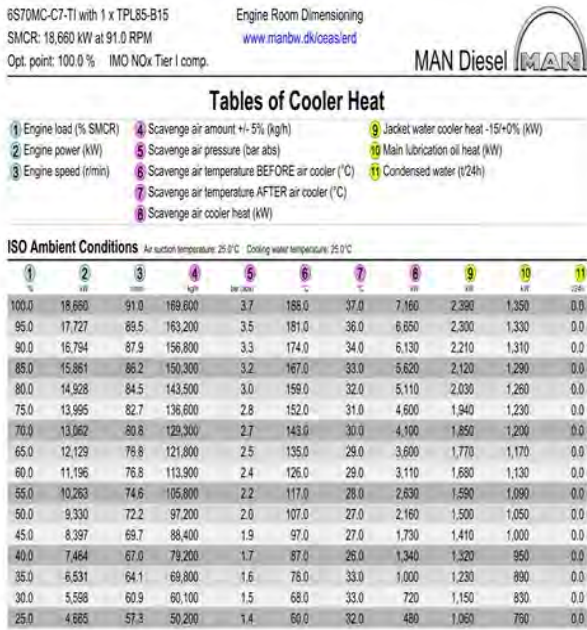 6S70MC-C7-TI with 1 x TPL85-B15
Engine Room Dimensioning
SMCR: 18,660 kW at 91.0 RPM
www.manbw.dk/ceas/erd
Opt. point: 100.0 % IMO NOx Tier I comp.
MAN Diesel MAN
Tables of Cooler Heat
1 Engine load (% SMCR) 4 Scavenge air amount +/- 5% (kg/h) 9 Jacket water cooler heat -15/+0% (kW)
2 Engine power (kW) 5 Scavenge air pressure (bar abs) 10 Main lubrication oil heat (kW)
3 Engine speed (r/min) 6 Scavenge air temperature BEFORE air cooler (°C) 11 Condensed water (t/24h)
7 Scavenge air temperature AFTER air cooler (°C)
8 Scavenge air cooler heat (kW)
ISO Ambient Conditions Air suction temperature: 25.0°C Cooling water temperature: 25.0°C
1 2 3 4 5 6 7 8 9 10 11
% kW r/min kg/h bar (abs) °C °C kW kW kW t/24h
100.0 18,660 91.0 169,600 3.7 188.0 37.0 7,160 2,390 1,350 0.0
95.0 17,727 89.5 163,200 3.5 181.0 36.0 6,650 2,300 1,330 0.0
90.0 16,794 87.9 156,800 3.3 174.0 34.0 6,130 2,210 1,310 0.0
85.0 15,861 86.2 150,300 3.2 167.0 33.0 5,620 2,120 1,290 0.0
80.0 14,928 84.5 143,500 3.0 159.0 32.0 5,110 2,030 1,260 0.0
75.0 13,995 82.7 136,600 2.8 152.0 31.0 4,600 1,940 1,230 0.0
70.0 13,062 80.8 129,300 2.7 143.0 30.0 4,100 1,850 1,200 0.0
65.0 12,129 78.8 121,800 2.5 135.0 29.0 3,600 1,770 1,170 0.0
60.0 11,196 76.8 113,900 2.4 126.0 29.0 3,110 1,680 1,130 0.0
55.0 10,263 74.6 105,800 2.2 117.0 28.0 2,630 1,590 1,090 0.0
50.0 9,330 72.2 97,200 2.0 107.0 27.0 2,160 1,500 1,050 0.0
45.0 8,397 69.7 88,400 1.9 97.0 27.0 1,730 1,410 1,000 0.0
40.0 7,464 67.0 79,200 1.7 87.0 26.0 1,340 1,320 950 0.0
35.0 6,531 64.1 69,800 1.6 78.0 33.0 1,000 1,230 890 0.0
30.0 5,598 60.9 60,100 1.5 68.0 33.0 720 1,150 830 0.0
25.0 4,665 57.3 50,200 1.4 60.0 32.0 480 1,060 760 0.0